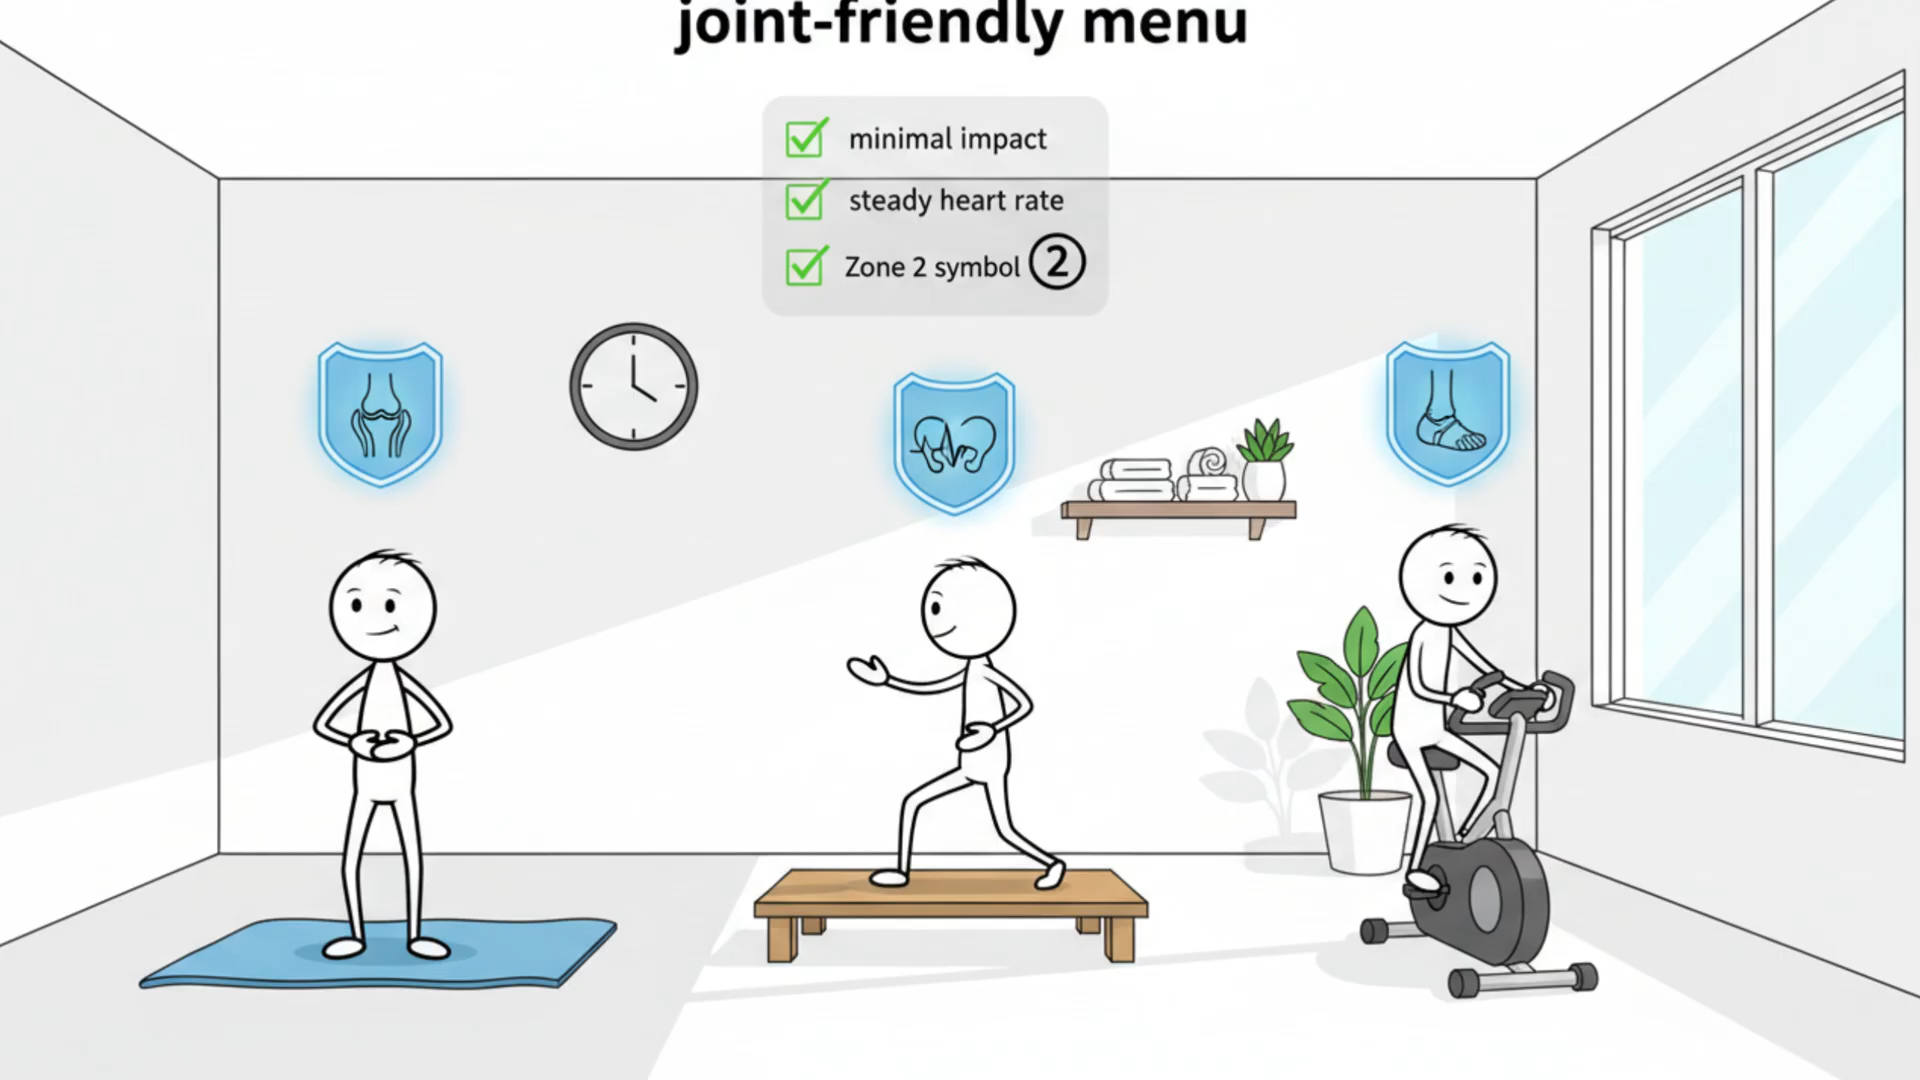 joint-friendly menu
minimal impact
steady heart rate
Zone 2 symbol 2